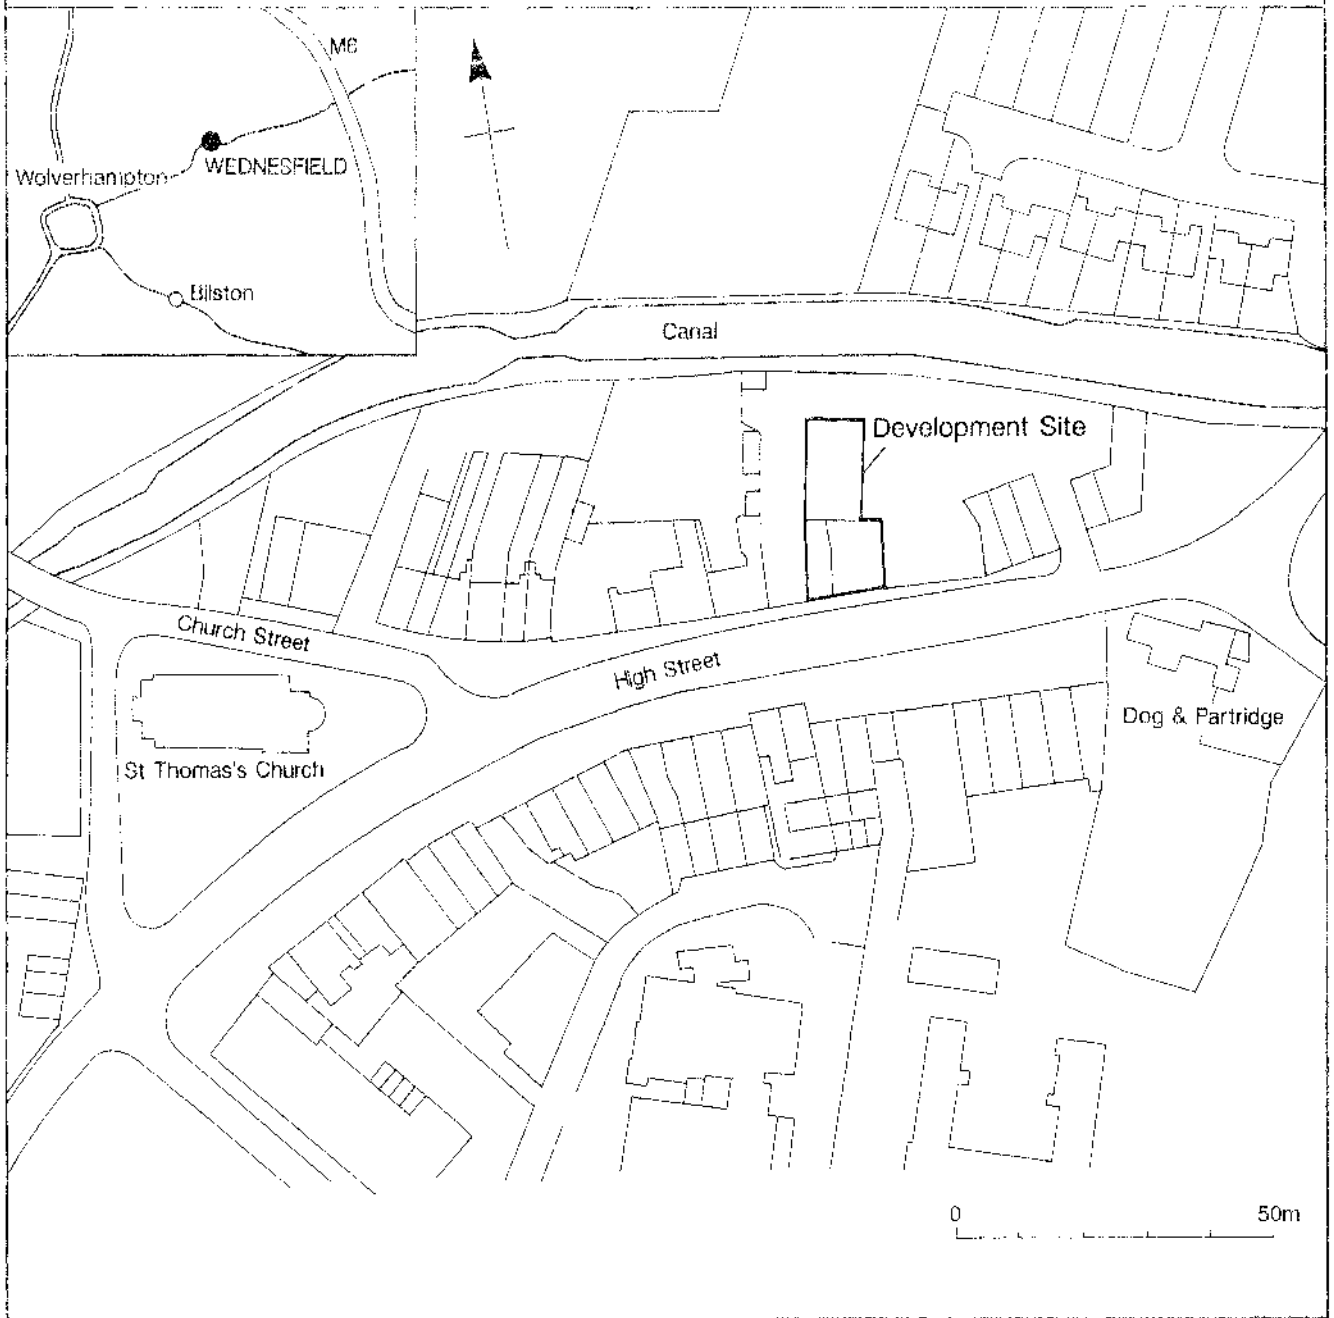 M6
WEDNESFIELD
Wolverhampton
Bilston
Canal
Development Site
Church Street
High Street
Dog & Partridge
St Thomas's Church
0 50m